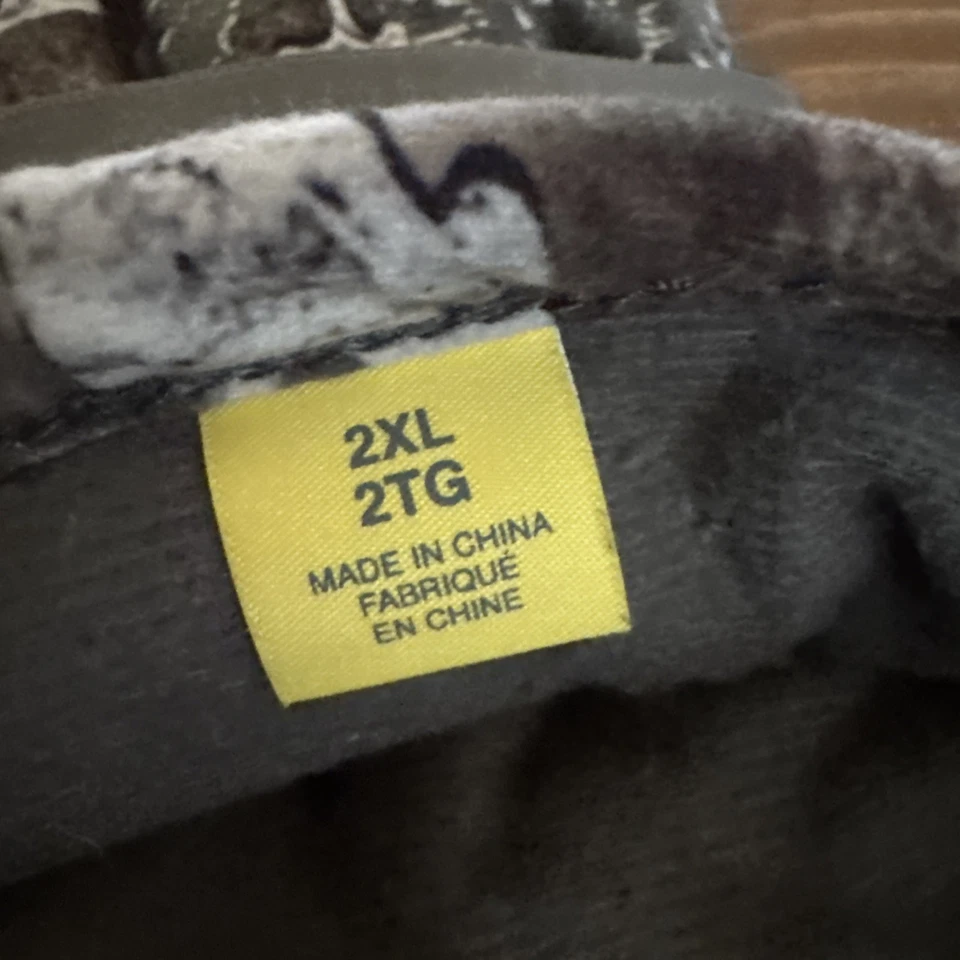 2XL
2TG
MADE IN CHINA
FABRIQUÉ
EN CHINE